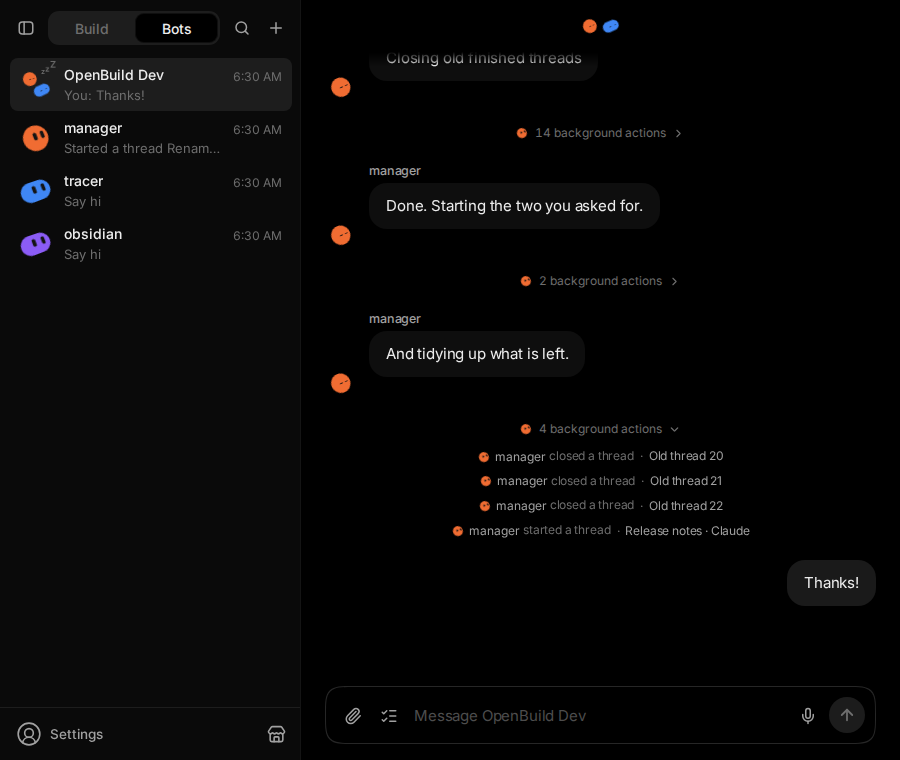 Build
Bots
zzZ
OpenBuild Dev
6:30 AM
You: Thanks!
manager
6:30 AM
Started a thread Renam...
tracer
6:30 AM
Say hi
obsidian
6:30 AM
Say hi
Settings
Closing old finished threads
14 background actions
manager
Done. Starting the two you asked for.
2 background actions
manager
And tidying up what is left.
4 background actions
manager closed a thread · Old thread 20
manager closed a thread · Old thread 21
manager closed a thread · Old thread 22
manager started a thread · Release notes · Claude
Thanks!
Message OpenBuild Dev